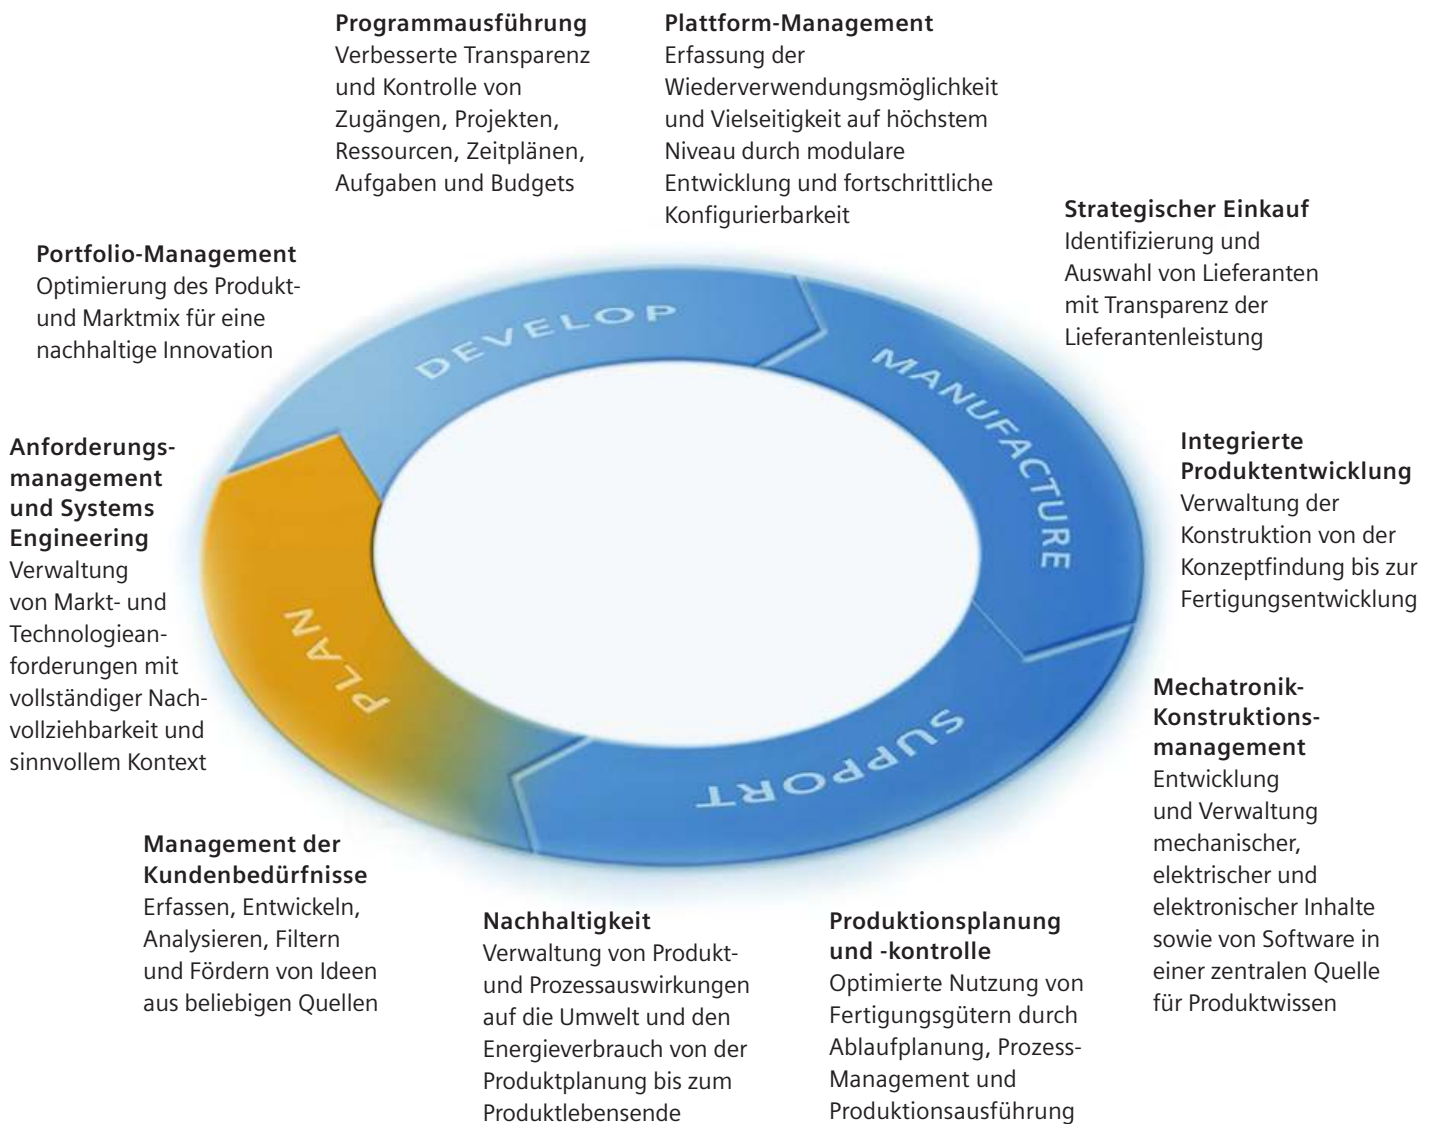 Programmausführung
Verbesserte Transparenz
und Kontrolle von
Zugängen, Projekten,
Ressourcen, Zeitplänen,
Aufgaben und Budgets
Plattform-Management
Erfassung der
Wiederverwendungsmöglichkeit
und Vielseitigkeit auf höchstem
Niveau durch modulare
Entwicklung und fortschrittliche
Konfigurierbarkeit
Strategischer Einkauf
Identifizierung und
Auswahl von Lieferanten
mit Transparenz der
Lieferantenleistung
Portfolio-Management
Optimierung des Produkt-
und Marktmix für eine
nachhaltige Innovation
DEVELOP
MANUFACTURE
SUPPORT
PLAN
Anforderungs-
management
und Systems
Engineering
Verwaltung
von Markt- und
Technologiean-
forderungen mit
vollständiger Nach-
vollziehbarkeit und
sinnvollem Kontext
Integrierte
Produktentwicklung
Verwaltung der
Konstruktion von der
Konzeptfindung bis zur
Fertigungsentwicklung
Mechatronik-
Konstruktions-
management
Entwicklung
und Verwaltung
mechanischer,
elektrischer und
elektronischer Inhalte
sowie von Software in
einer zentralen Quelle
für Produktwissen
Management der
Kundenbedürfnisse
Erfassen, Entwickeln,
Analysieren, Filtern
und Fördern von Ideen
aus beliebigen Quellen
Nachhaltigkeit
Verwaltung von Produkt-
und Prozessauswirkungen
auf die Umwelt und den
Energieverbrauch von der
Produktplanung bis zum
Produktlebensende
Produktionsplanung
und -kontrolle
Optimierte Nutzung von
Fertigungsgütern durch
Ablaufplanung, Prozess-
Management und
Produktionsausführung